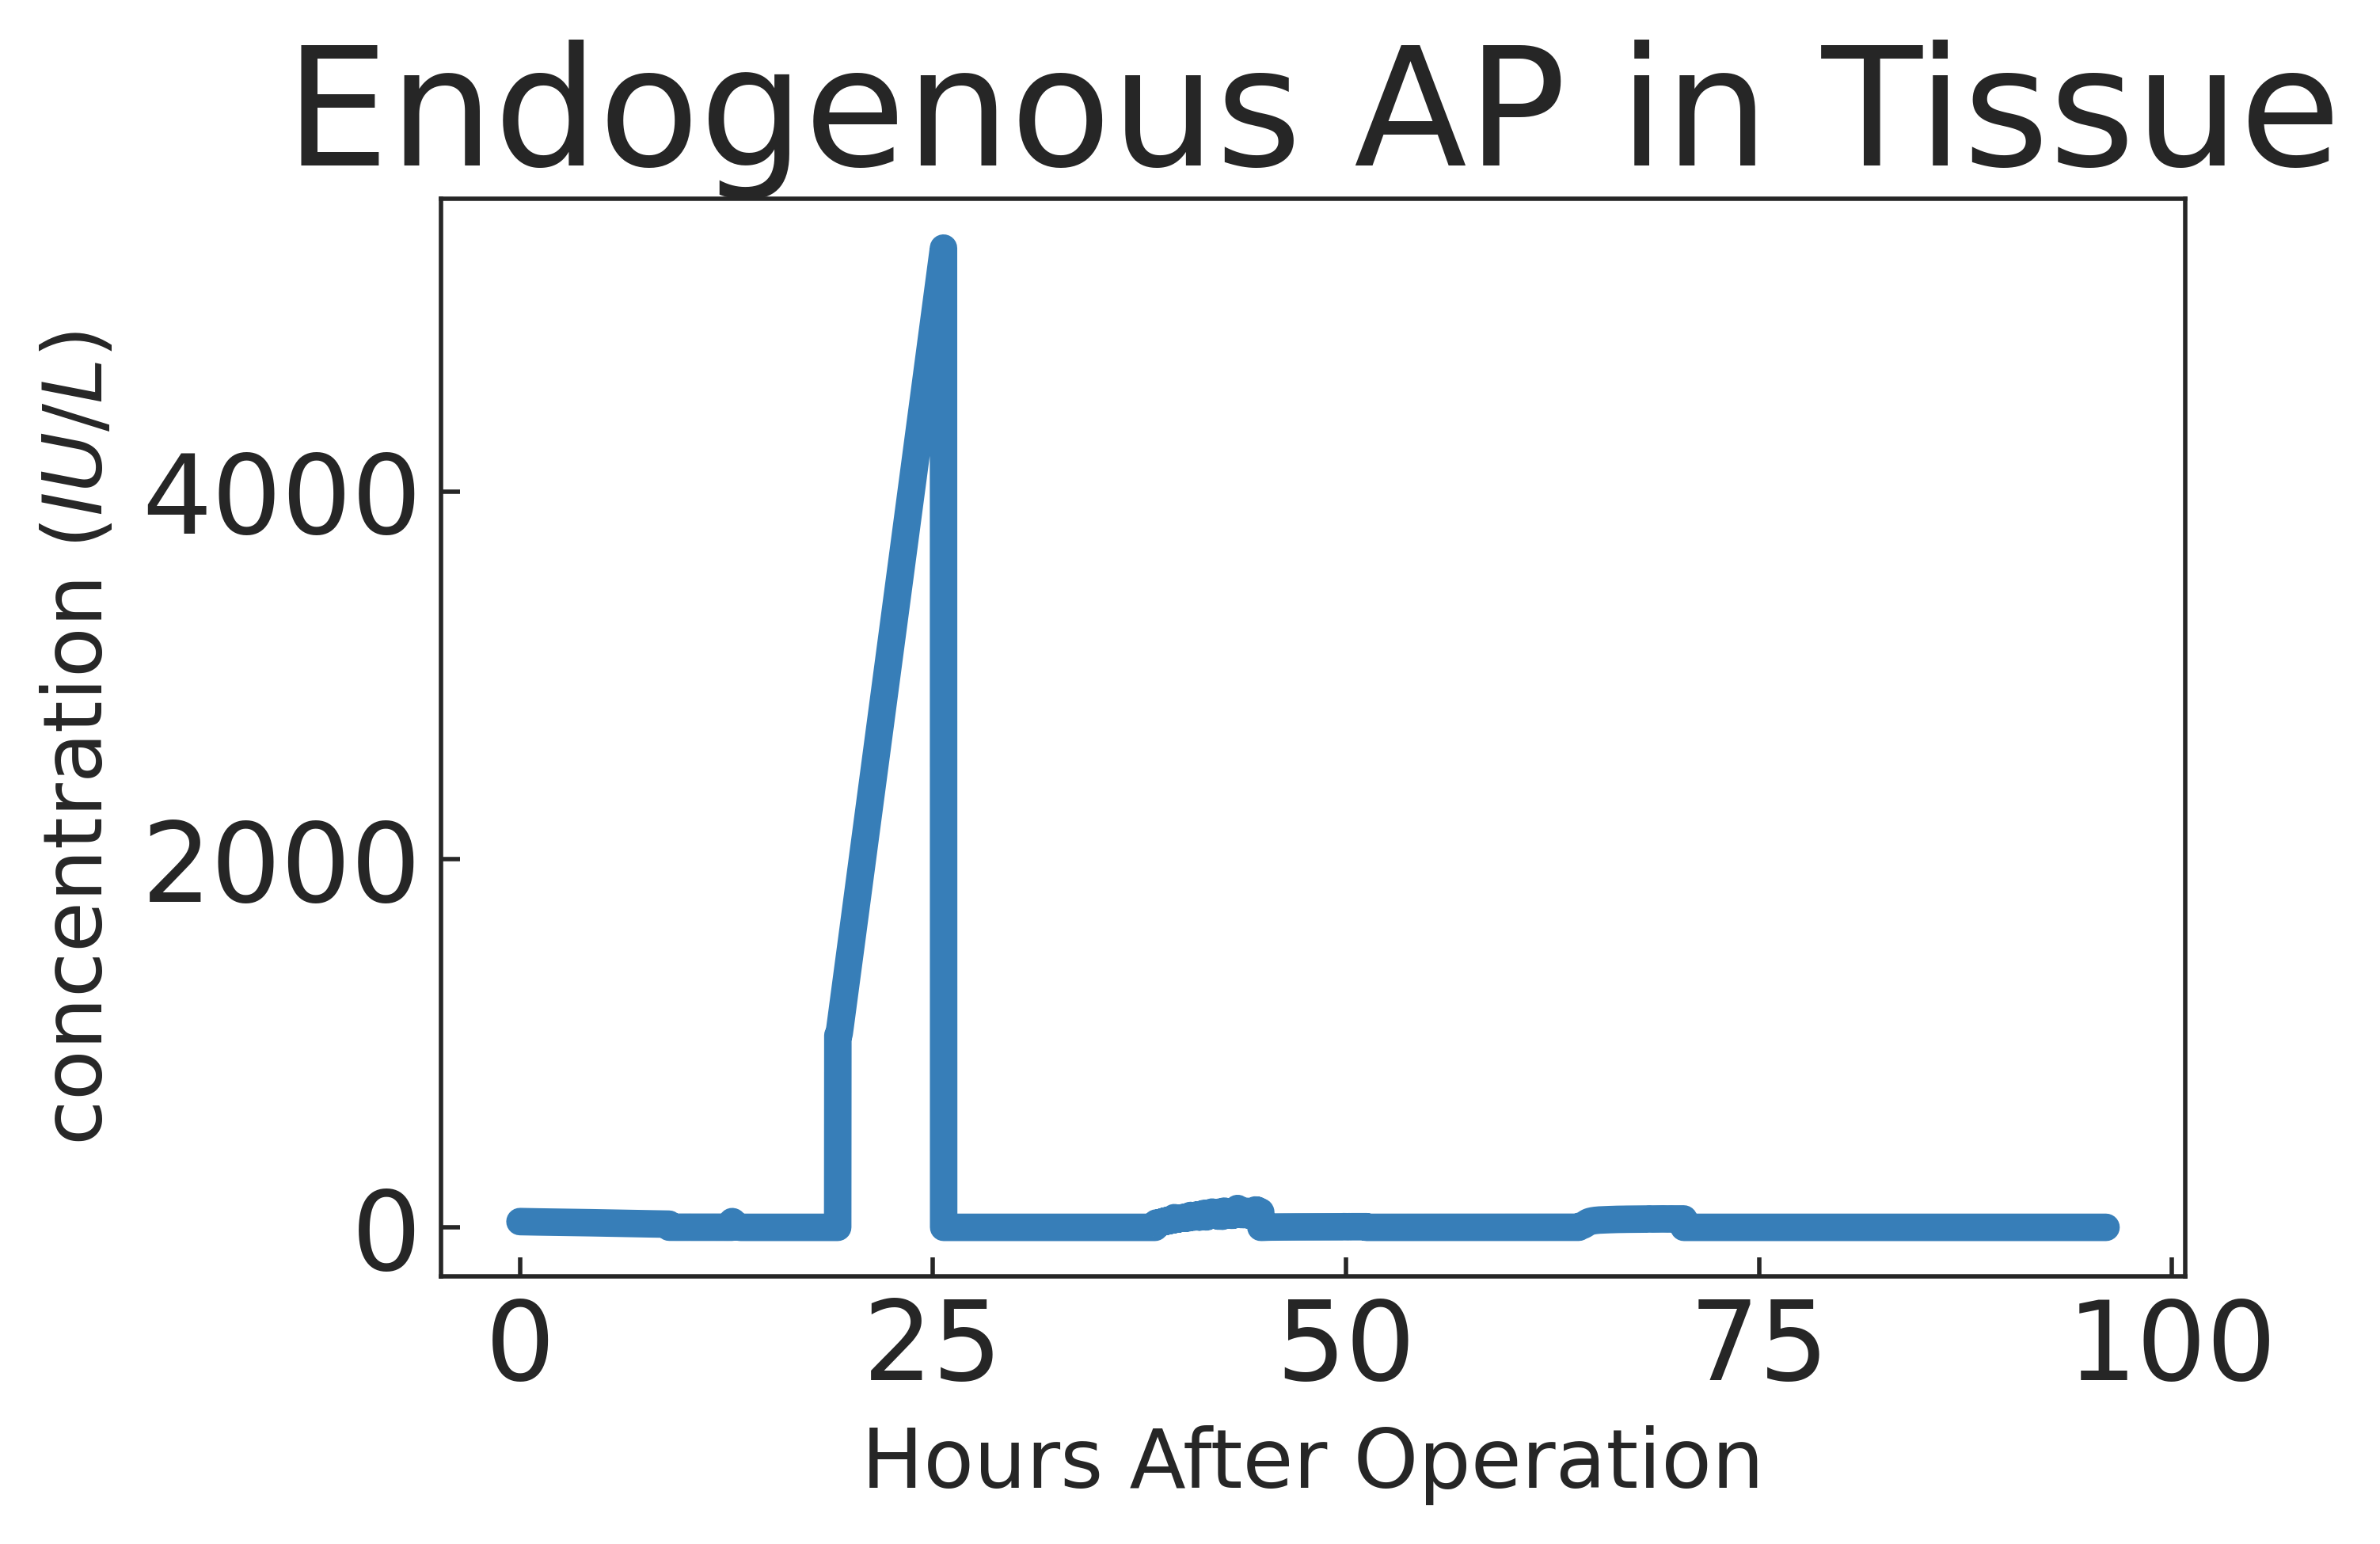 Endogenous AP in Tissue
concentration (IU/L)
4000
2000
0
0 25 50 75 100
Hours After Operation